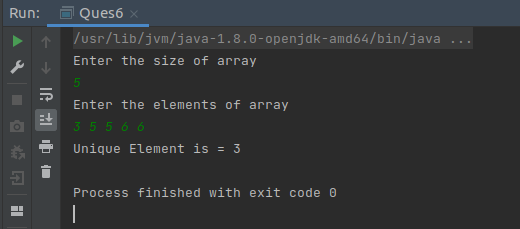 Run: Ques6
/usr/lib/jvm/java-1.8.0-openjdk-amd64/bin/java ...
Enter the size of array
5
Enter the elements of array
3 5 5 6 6
Unique Element is = 3
Process finished with exit code 0